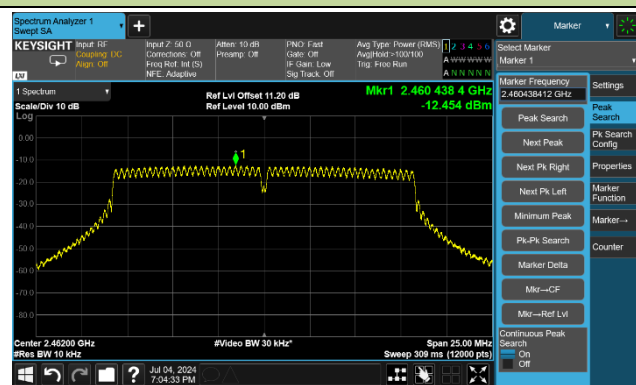 Spectrum Analyzer 1
Swept SA
Marker
KEYSIGHT
Input: RF
Coupling: DC
Align: Off
Input Z: 50 Ω
Corrections: Off
Freq Ref: Int (S)
NFE: Adaptive
Atten: 10 dB
Preamp: Off
PNO: Fast
Gate: Off
IF Gain: Low
Sig Track: Off
Avg Type: Power (RMS)
Avg|Hold >100/100
Trig: Free Run
1 2 3 4 5 6
A W W W W W
A N N N N N
LXI
Select Marker
Marker 1
1 Spectrum
Scale/Div 10 dB
Log
Ref Lvl Offset 11.20 dB
Ref Level 10.00 dBm
Mkr1 2.460 438 4 GHz
-12.454 dBm
Marker Frequency
2.460438412 GHz
Peak Search
Next Peak
Next Pk Right
Next Pk Left
Minimum Peak
Pk-Pk Search
Marker Delta
Mkr→CF
Mkr→Ref Lvl
Continuous Peak Search
On
Off
Settings
Peak Search
Pk Search Config
Properties
Marker Function
Marker→
Counter
0.00
-10.0
-20.0
-30.0
-40.0
-50.0
-60.0
-70.0
-80.0
1
Center 2.46200 GHz
#Res BW 10 kHz
#Video BW 30 kHz*
Span 25.00 MHz
Sweep 309 ms (12000 pts)
Jul 04, 2024
7:04:33 PM